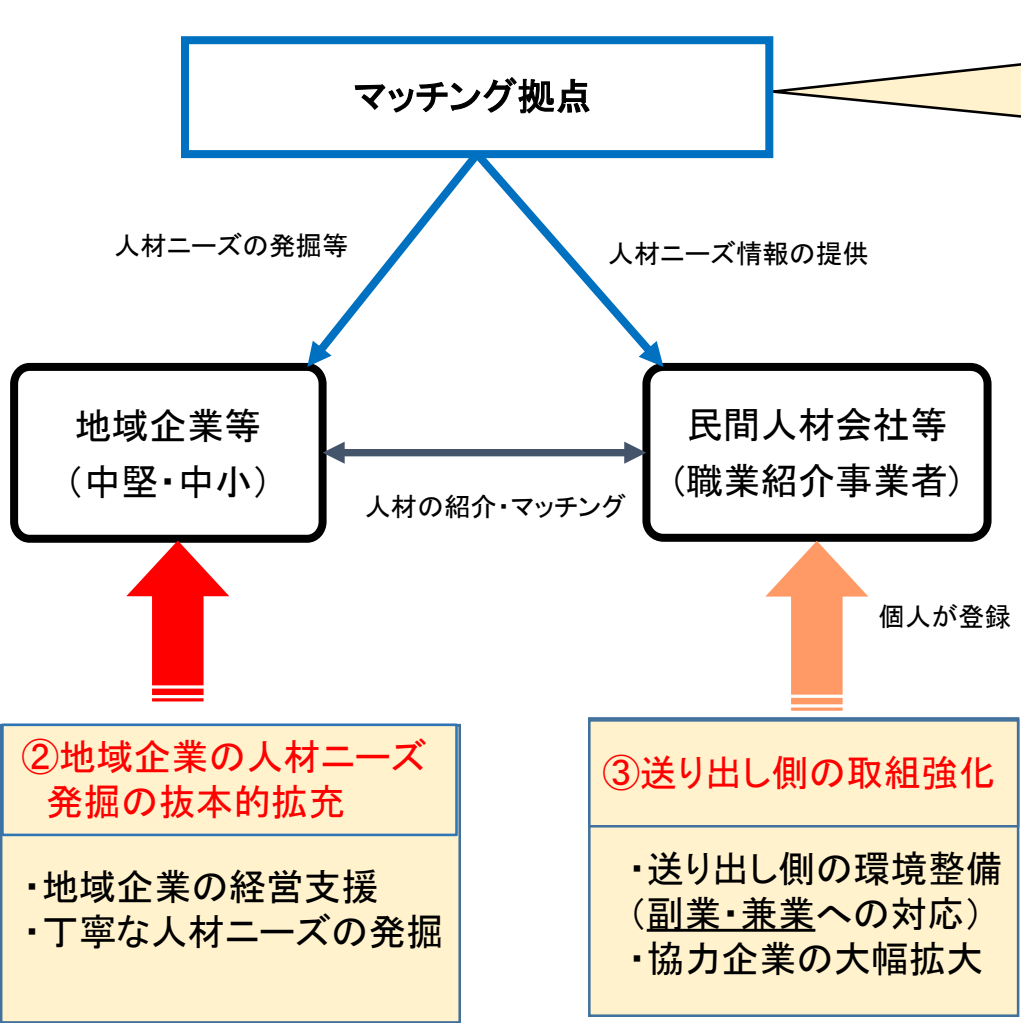 マッチング拠点
人材ニーズの発掘等
人材ニーズ情報の提供
地域企業等
（中堅・中小）
民間人材会社等
（職業紹介事業者）
人材の紹介・マッチング
個人が登録
②地域企業の人材ニーズ
発掘の抜本的拡充
・地域企業の経営支援
・丁寧な人材ニーズの発掘
③送り出し側の取組強化
・送り出し側の環境整備
（副業・兼業への対応）
・協力企業の大幅拡大